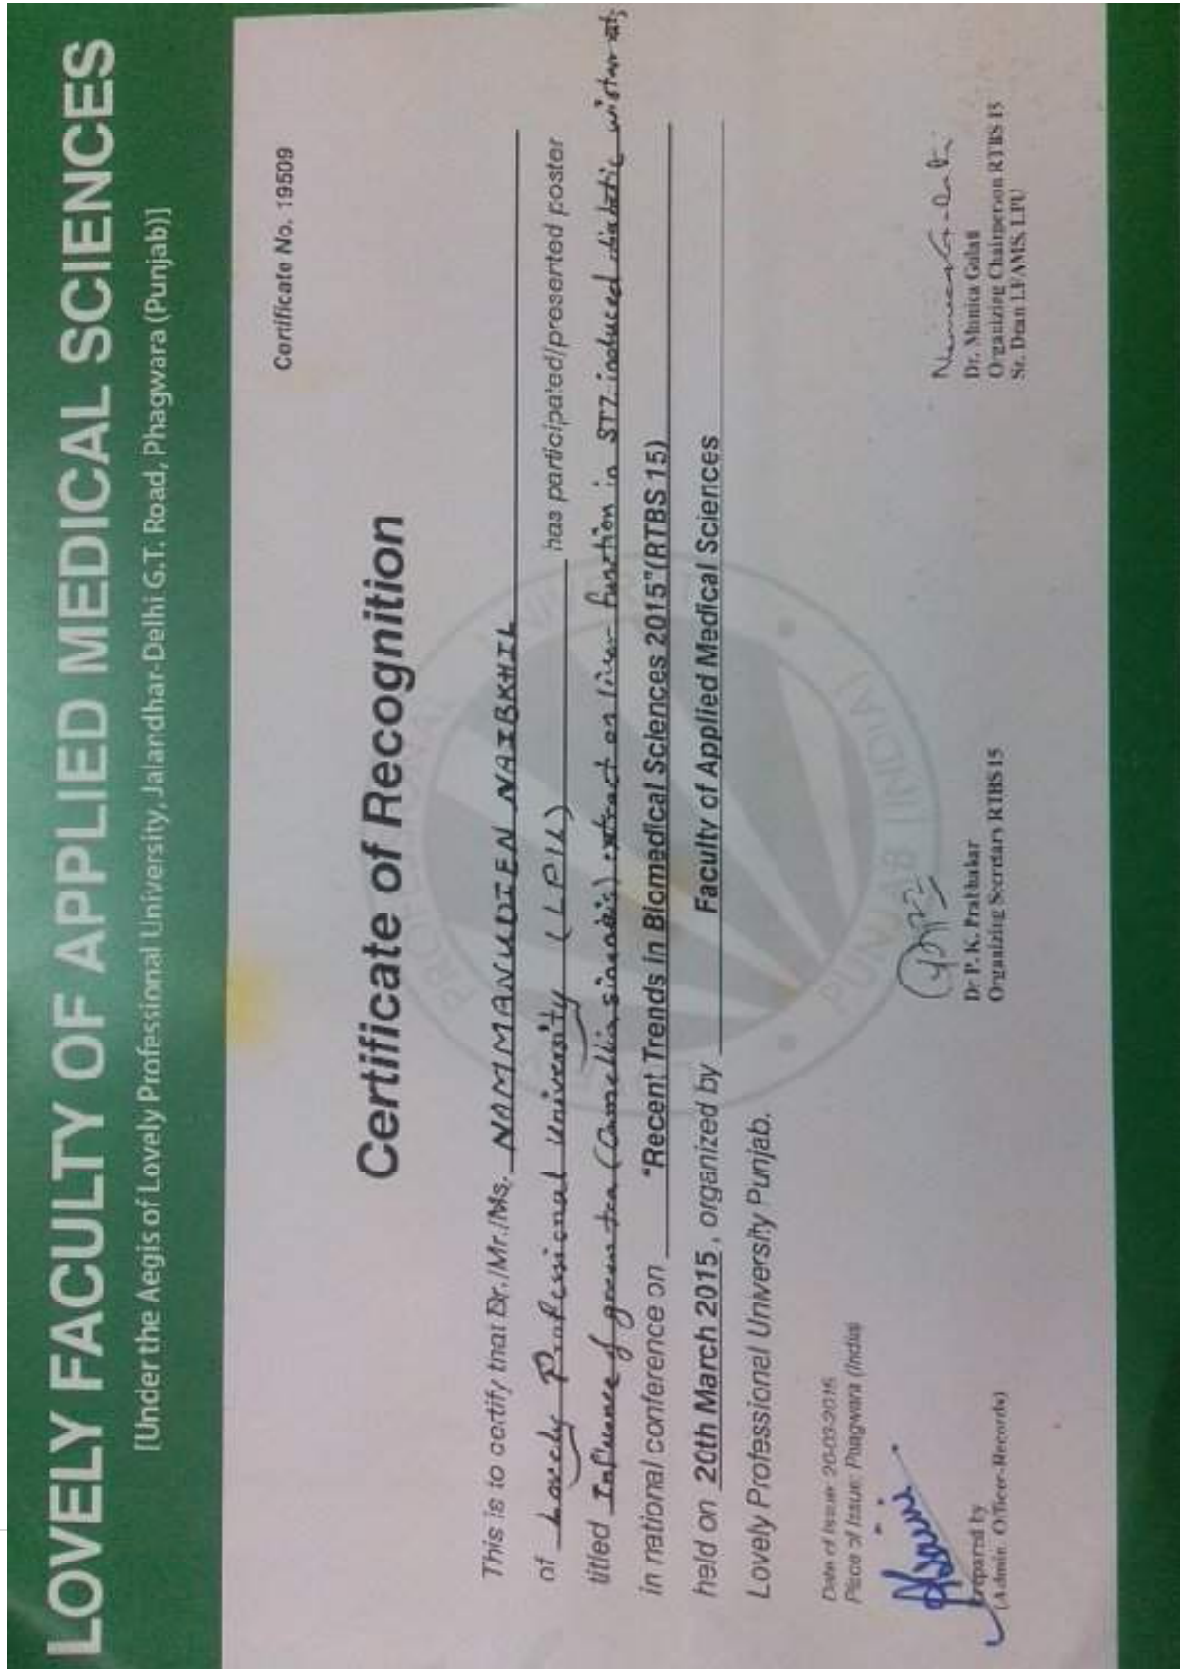 LOVELY FACULTY OF APPLIED MEDICAL SCIENCES
[Under the Aegis of Lovely Professional University, Jalandhar-Delhi G.T. Road, Phagwara (Punjab)]
Certificate No. 19509
Certificate of Recognition
This is to certify that Dr./Mr./Ms. NAMMANUDIEN NAIBKHIL
of Lovely Professional University (LPU) has participated/presented poster
titled Influence of green tea (Camellia sinensis) extract on liver function in STZ induced diabetic wistar rats
in national conference on "Recent Trends in Biomedical Sciences 2015"(RTBS 15)
held on 20th March 2015, organized by Faculty of Applied Medical Sciences
Lovely Professional University Punjab.
Date of Issue: 20-03-2015
Place of Issue: Phagwara (India)
Prepared by
(Admin. Officer-Records)
Dr P. K. Prabhakar
Organizing Secretary RTBS 15
Dr. Monica Gulati
Organizing Chairperson RTBS 15
Sr. Dean LFAMS, LPU
PUNJAB (INDIA)